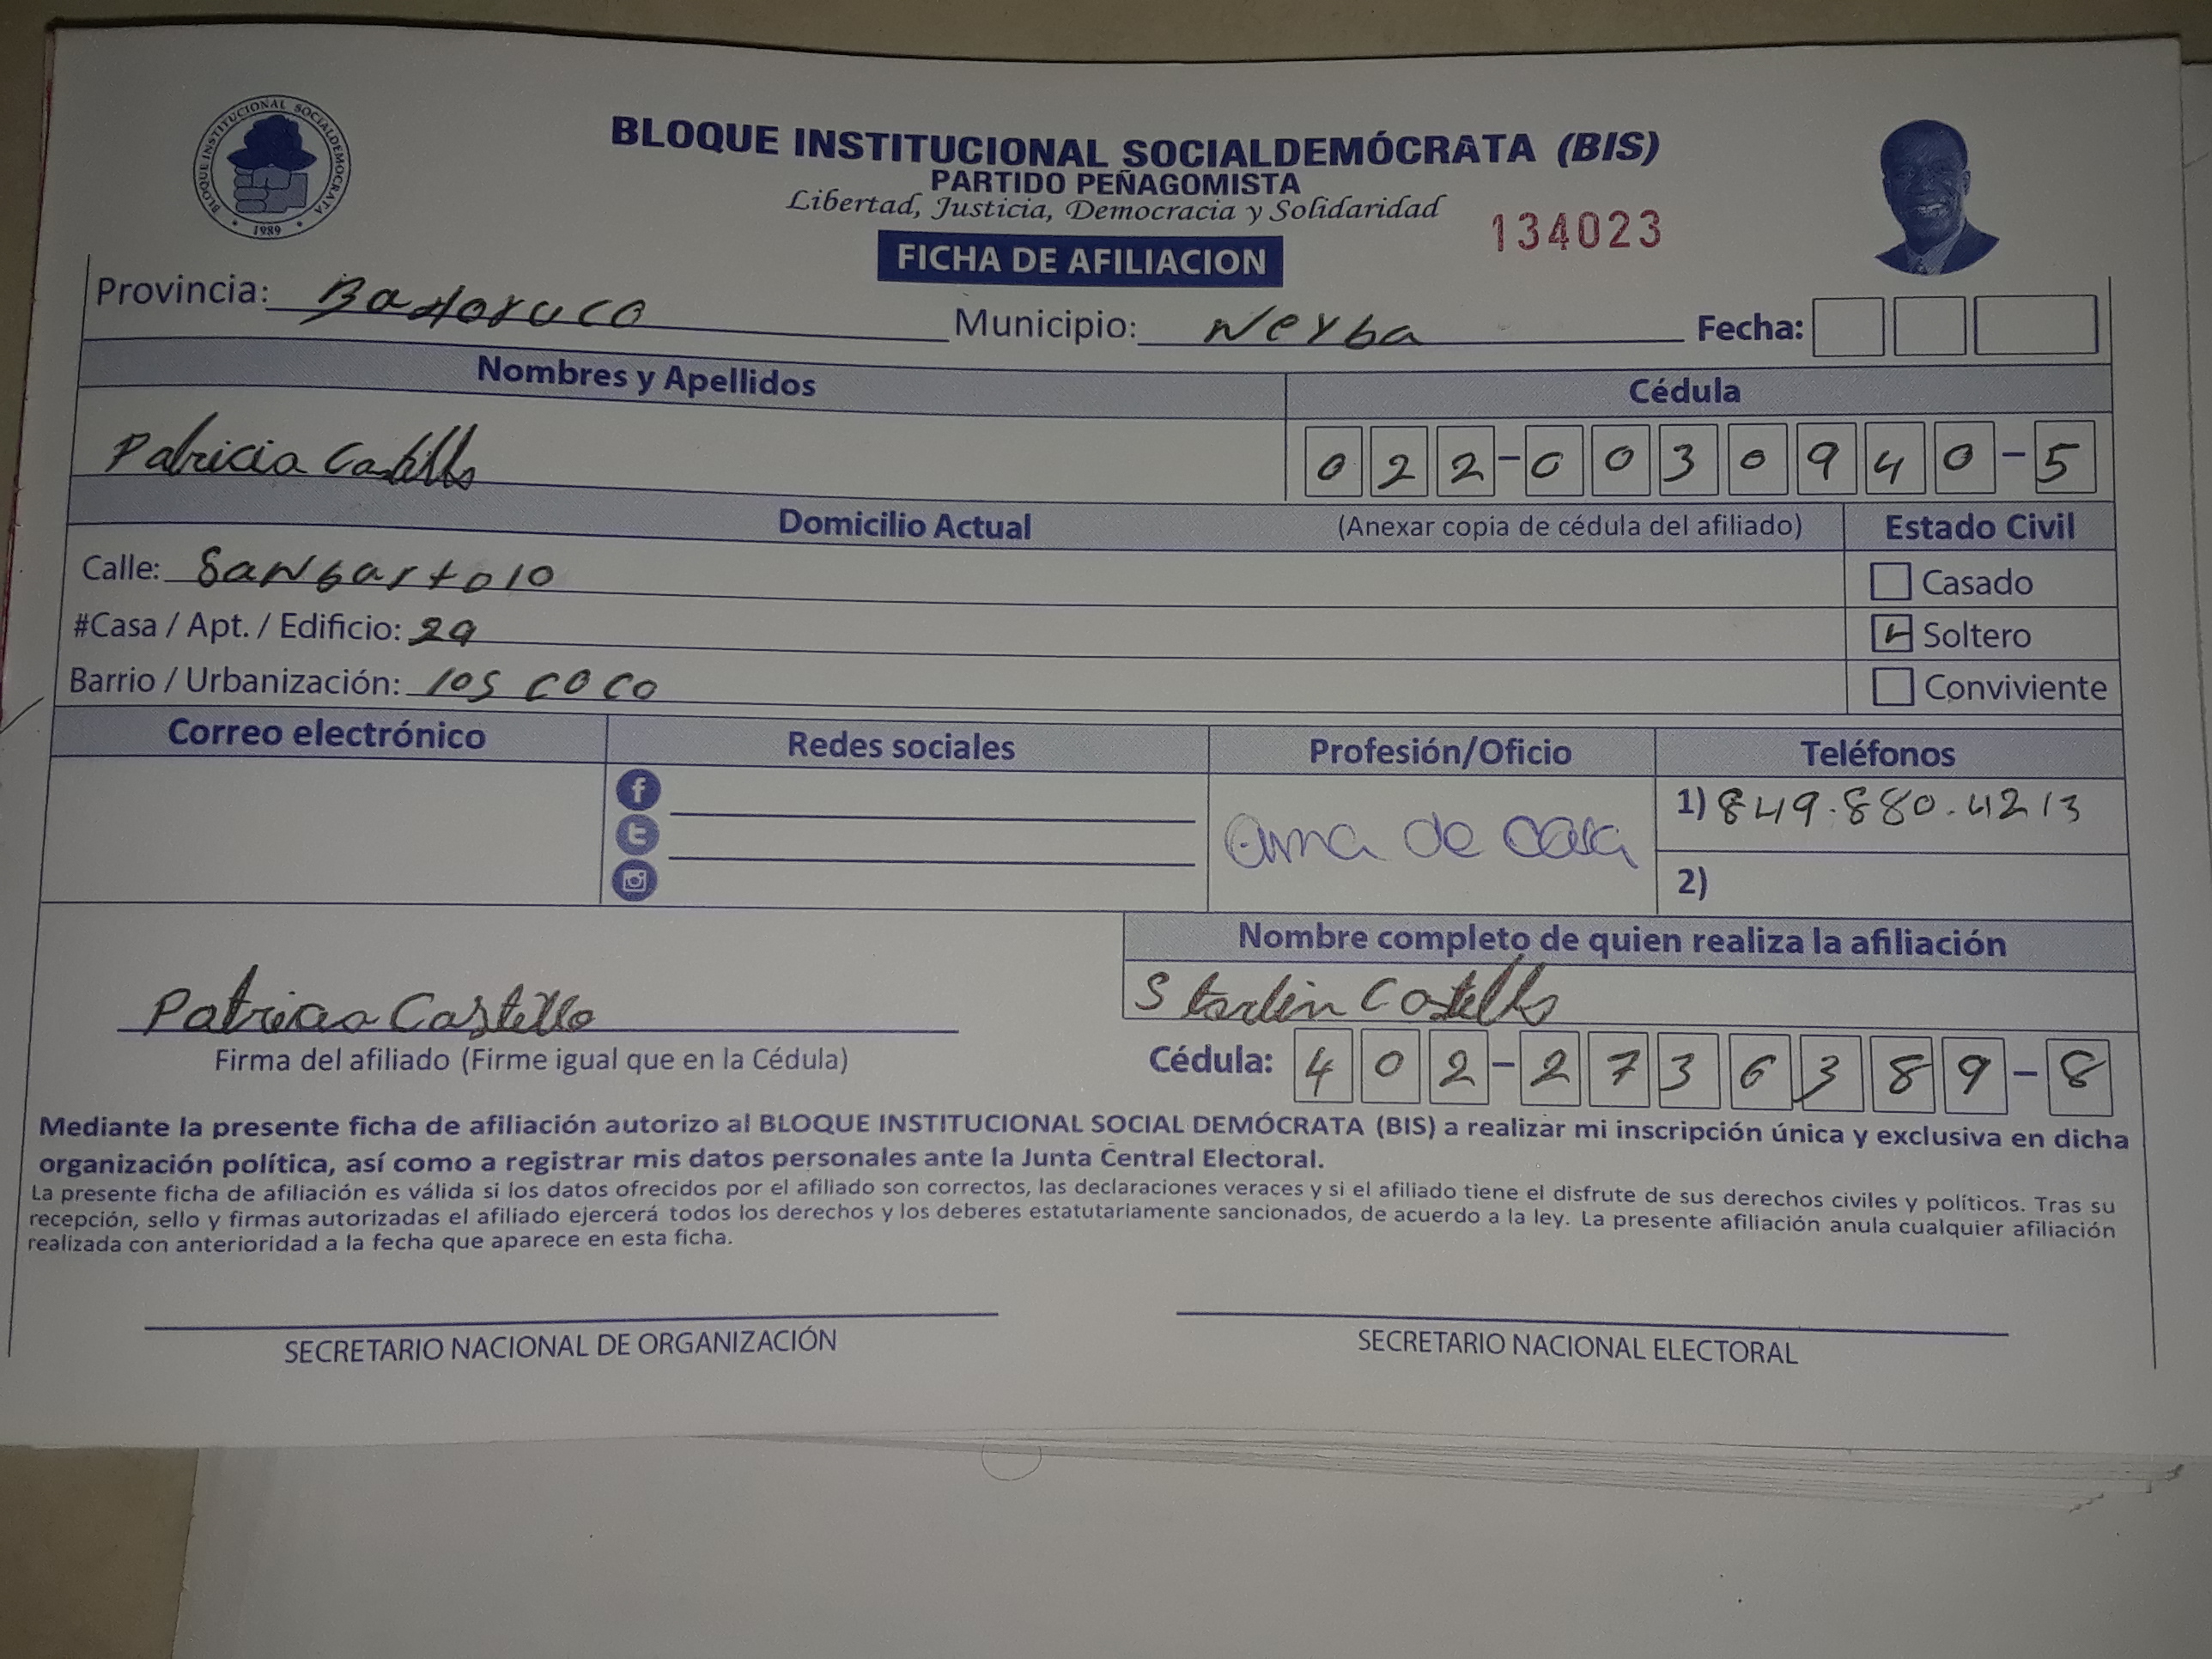 BLOQUE INSTITUCIONAL SOCIALDEMOCRATA
1989
BLOQUE INSTITUCIONAL SOCIALDEMÓCRATA (BIS)
PARTIDO PEÑAGOMISTA
Libertad, Justicia, Democracia y Solidaridad
134023
FICHA DE AFILIACION
Provincia: Bahoruco Municipio: Neyba Fecha:
Nombres y Apellidos Cédula
Patricia Castillo 022-0030940-5
Domicilio Actual (Anexar copia de cédula del afiliado) Estado Civil
Calle: San bartolo Casado
#Casa / Apt. / Edificio: 29 Soltero
Barrio / Urbanización: los coco Conviviente
Correo electrónico Redes sociales Profesión/Oficio Teléfonos
ama de casa 1) 849.880.4213
2)
Nombre completo de quien realiza la afiliación
Patricia Castillo Starlin Castillo
Firma del afiliado (Firme igual que en la Cédula) Cédula: 402-2736389-8
Mediante la presente ficha de afiliación autorizo al BLOQUE INSTITUCIONAL SOCIAL DEMÓCRATA (BIS) a realizar mi inscripción única y exclusiva en dicha
organización política, así como a registrar mis datos personales ante la Junta Central Electoral.
La presente ficha de afiliación es válida si los datos ofrecidos por el afiliado son correctos, las declaraciones veraces y si el afiliado tiene el disfrute de sus derechos civiles y políticos. Tras su
recepción, sello y firmas autorizadas el afiliado ejercerá todos los derechos y los deberes estatutariamente sancionados, de acuerdo a la ley. La presente afiliación anula cualquier afiliación
realizada con anterioridad a la fecha que aparece en esta ficha.
SECRETARIO NACIONAL DE ORGANIZACIÓN SECRETARIO NACIONAL ELECTORAL